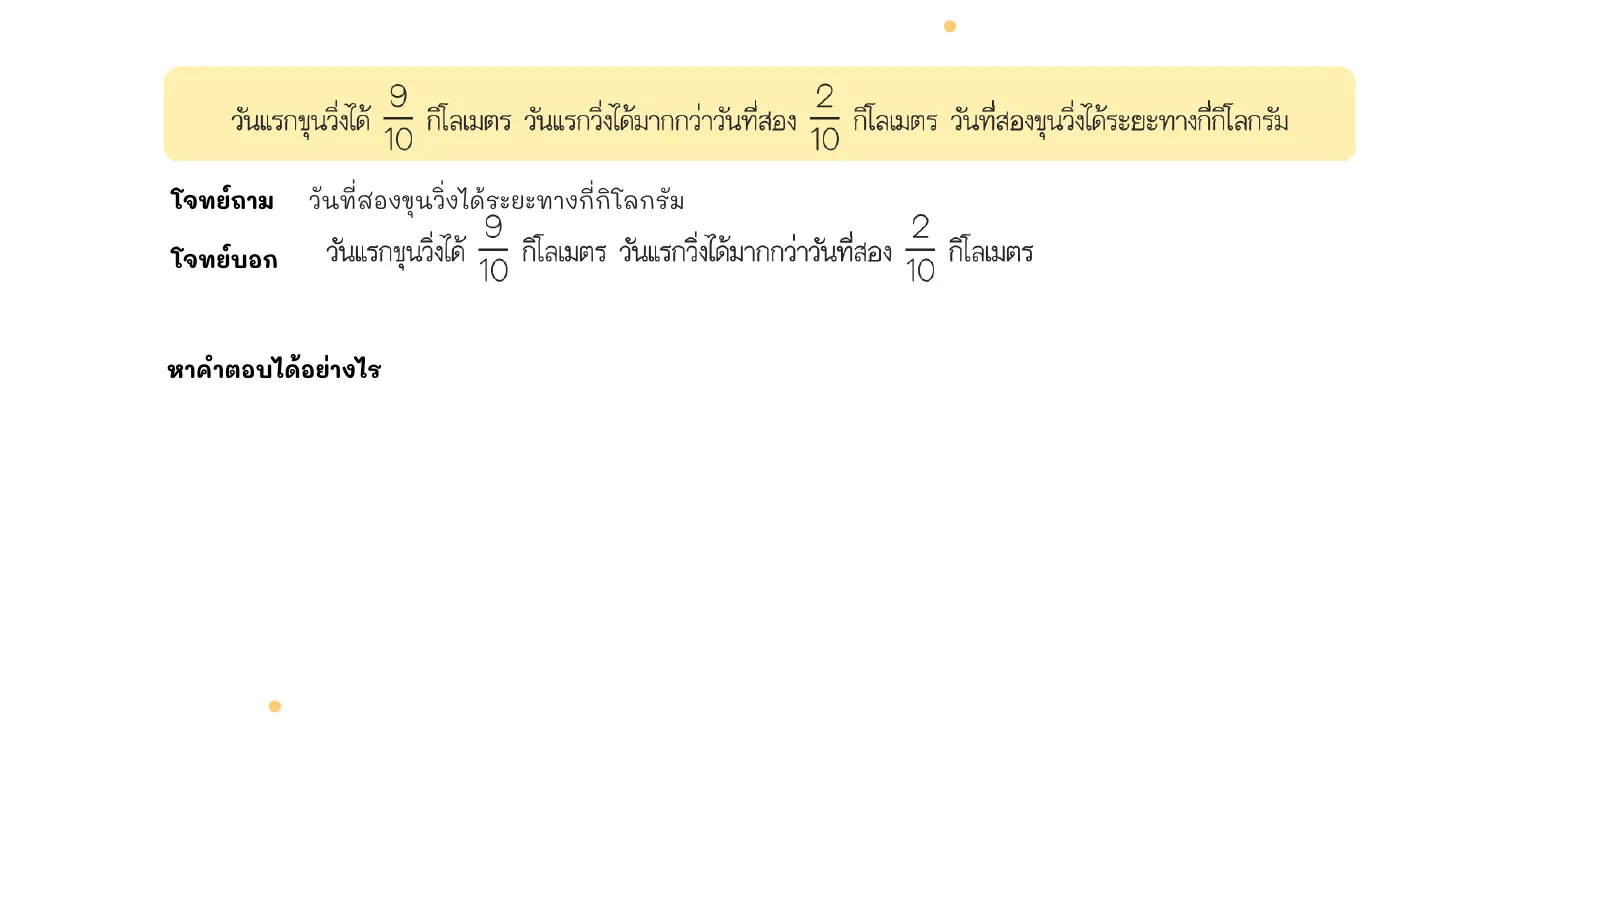 วันแรกขุนวิ่งได้ 9/10 กิโลเมตร วันแรกวิ่งได้มากกว่าวันที่สอง 2/10 กิโลเมตร วันที่สองขุนวิ่งได้ระยะทางกี่กิโลกรัม
โจทย์ถาม วันที่สองขุนวิ่งได้ระยะทางกี่กิโลกรัม
โจทย์บอก วันแรกขุนวิ่งได้ 9/10 กิโลเมตร วันแรกวิ่งได้มากกว่าวันที่สอง 2/10 กิโลเมตร
หาคำตอบได้อย่างไร